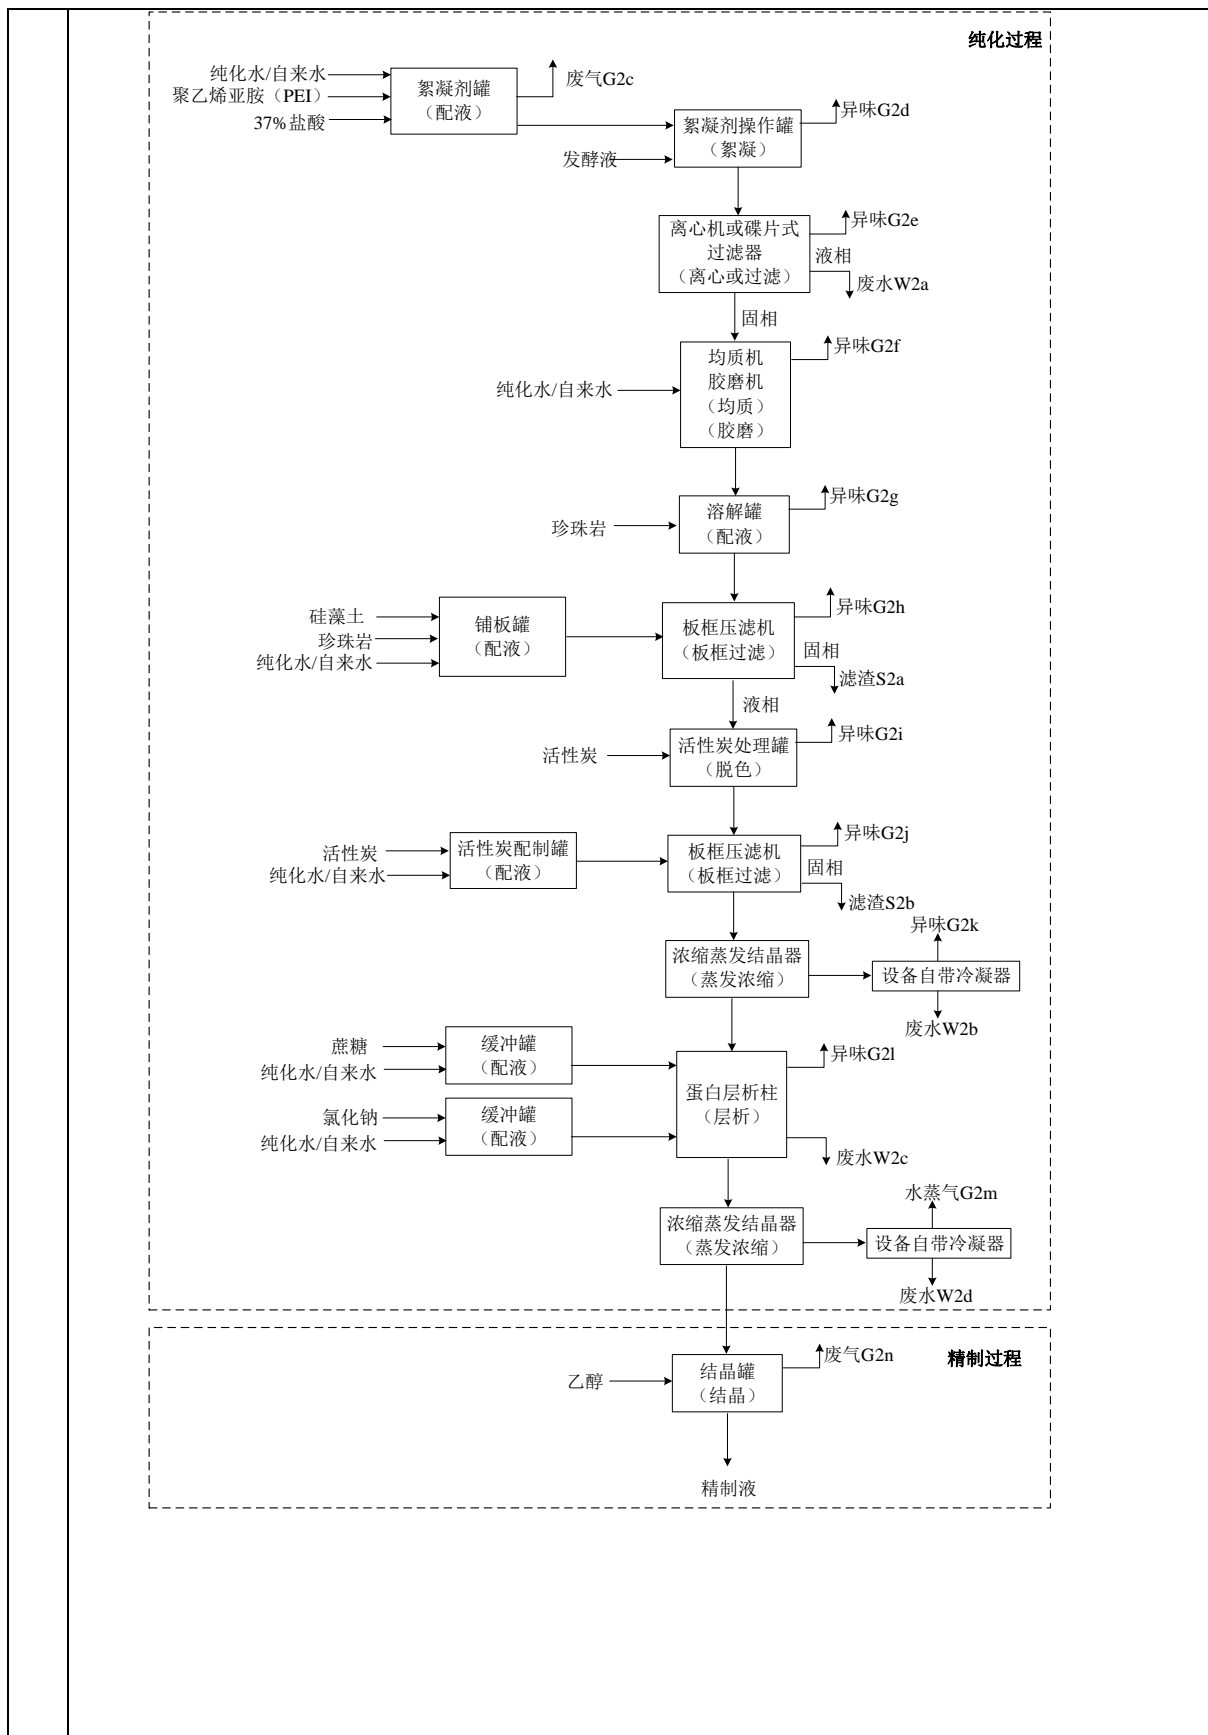 纯化过程
纯化水/自来水
聚乙烯亚胺（PEI）
37%盐酸
絮凝剂罐
（配液）
废气G2c
发酵液
絮凝剂操作罐
（絮凝）
异味G2d
离心机或碟片式
过滤器
（离心或过滤）
异味G2e
液相
废水W2a
固相
纯化水/自来水
均质机
胶磨机
（均质）
（胶磨）
异味G2f
珍珠岩
溶解罐
（配液）
异味G2g
硅藻土
珍珠岩
纯化水/自来水
铺板罐
（配液）
板框压滤机
（板框过滤）
异味G2h
固相
滤渣S2a
液相
活性炭
活性炭处理罐
（脱色）
异味G2i
活性炭
纯化水/自来水
活性炭配制罐
（配液）
板框压滤机
（板框过滤）
异味G2j
固相
滤渣S2b
浓缩蒸发结晶器
（蒸发浓缩）
异味G2k
设备自带冷凝器
废水W2b
蔗糖
纯化水/自来水
缓冲罐
（配液）
氯化钠
纯化水/自来水
缓冲罐
（配液）
蛋白层析柱
（层析）
异味G2l
废水W2c
浓缩蒸发结晶器
（蒸发浓缩）
水蒸气G2m
设备自带冷凝器
废水W2d
精制过程
乙醇
结晶罐
（结晶）
废气G2n
精制液